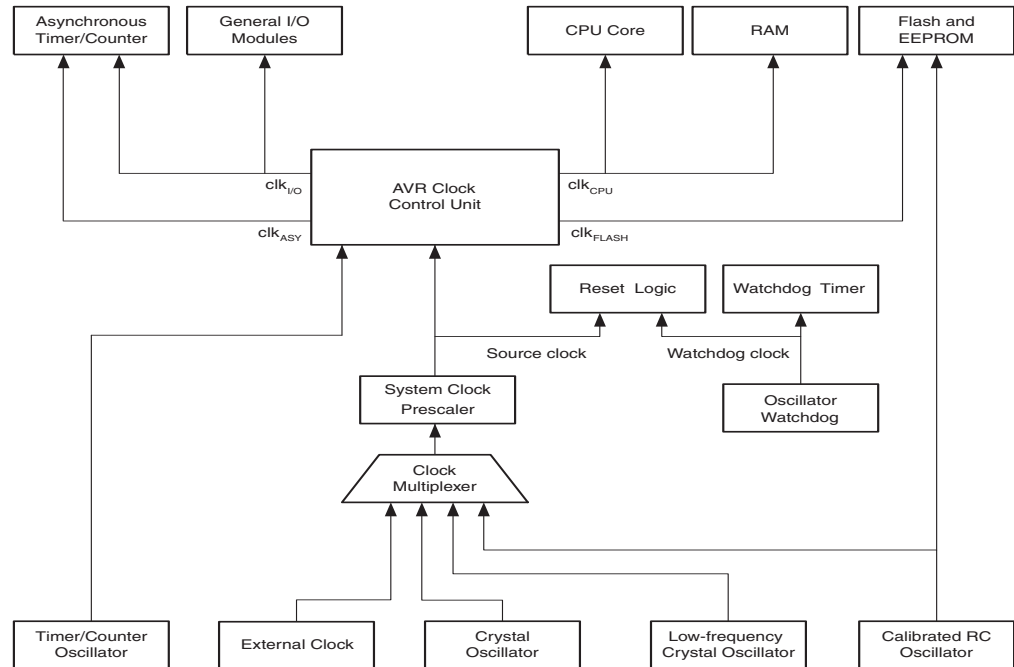 Asynchronous
Timer/Counter
General I/O
Modules
CPU Core
RAM
Flash and
EEPROM
clkI/O
AVR Clock
Control Unit
clkCPU
clkASY
clkFLASH
Reset Logic
Watchdog Timer
Source clock
Watchdog clock
System Clock
Prescaler
Oscillator
Watchdog
Clock
Multiplexer
Timer/Counter
Oscillator
External Clock
Crystal
Oscillator
Low-frequency
Crystal Oscillator
Calibrated RC
Oscillator